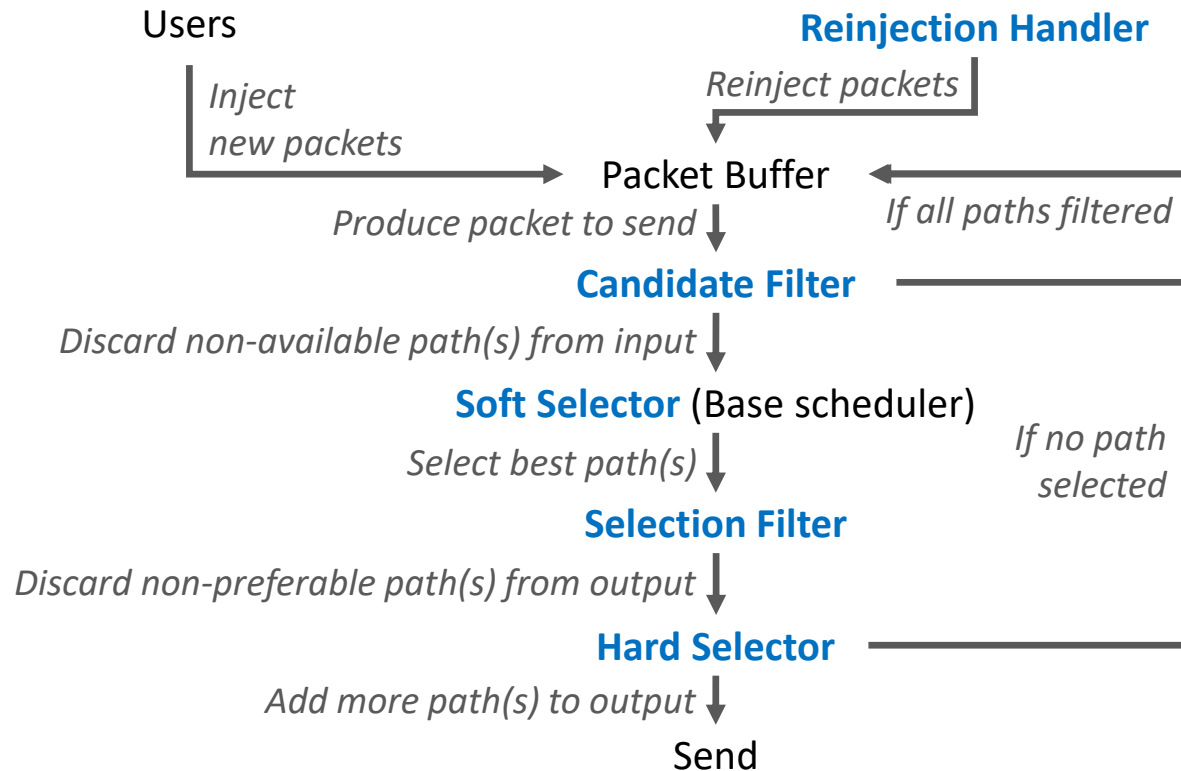 Users
Reinjection Handler
Inject
new packets
Reinject packets
Packet Buffer
Produce packet to send
If all paths filtered
Candidate Filter
Discard non-available path(s) from input
Soft Selector (Base scheduler)
Select best path(s)
If no path
selected
Selection Filter
Discard non-preferable path(s) from output
Hard Selector
Add more path(s) to output
Send